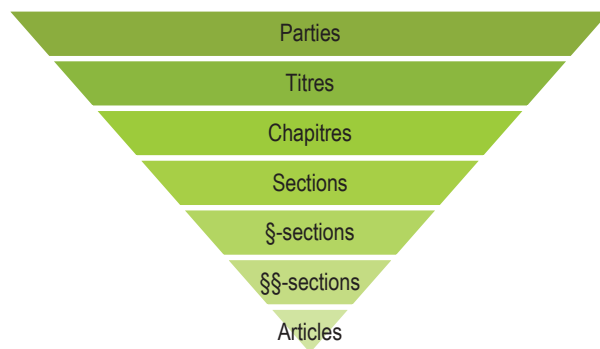 Parties
Titres
Chapitres
Sections
§-sections
§§-sections
Articles